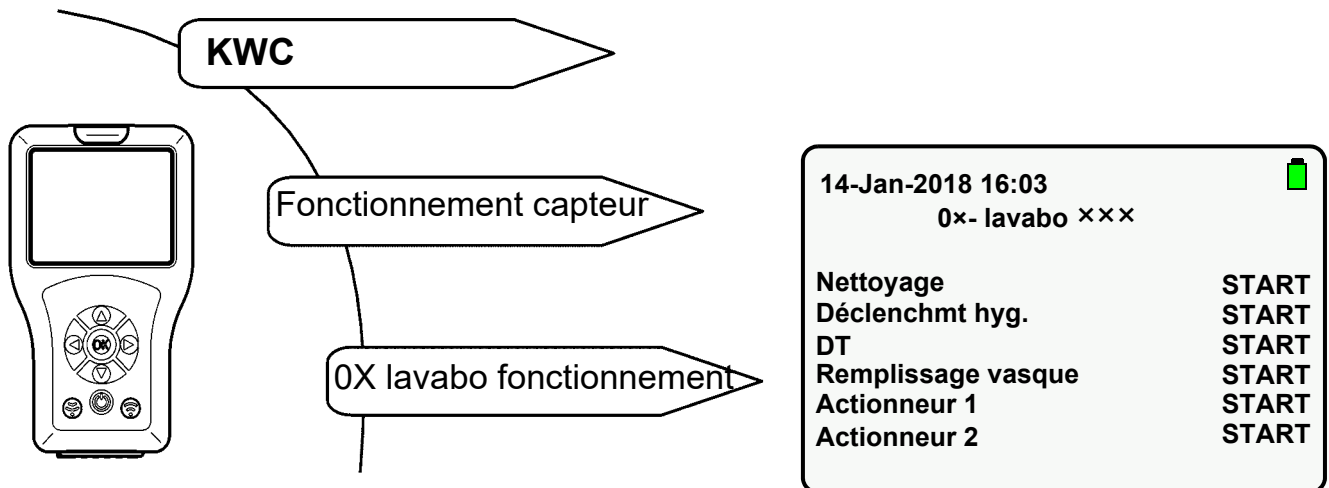 KWC
Fonctionnement capteur
0X lavabo fonctionnement
OK
14-Jan-2018 16:03
0×- lavabo ×××
Nettoyage START
Déclenchmt hyg. START
DT START
Remplissage vasque START
Actionneur 1 START
Actionneur 2 START